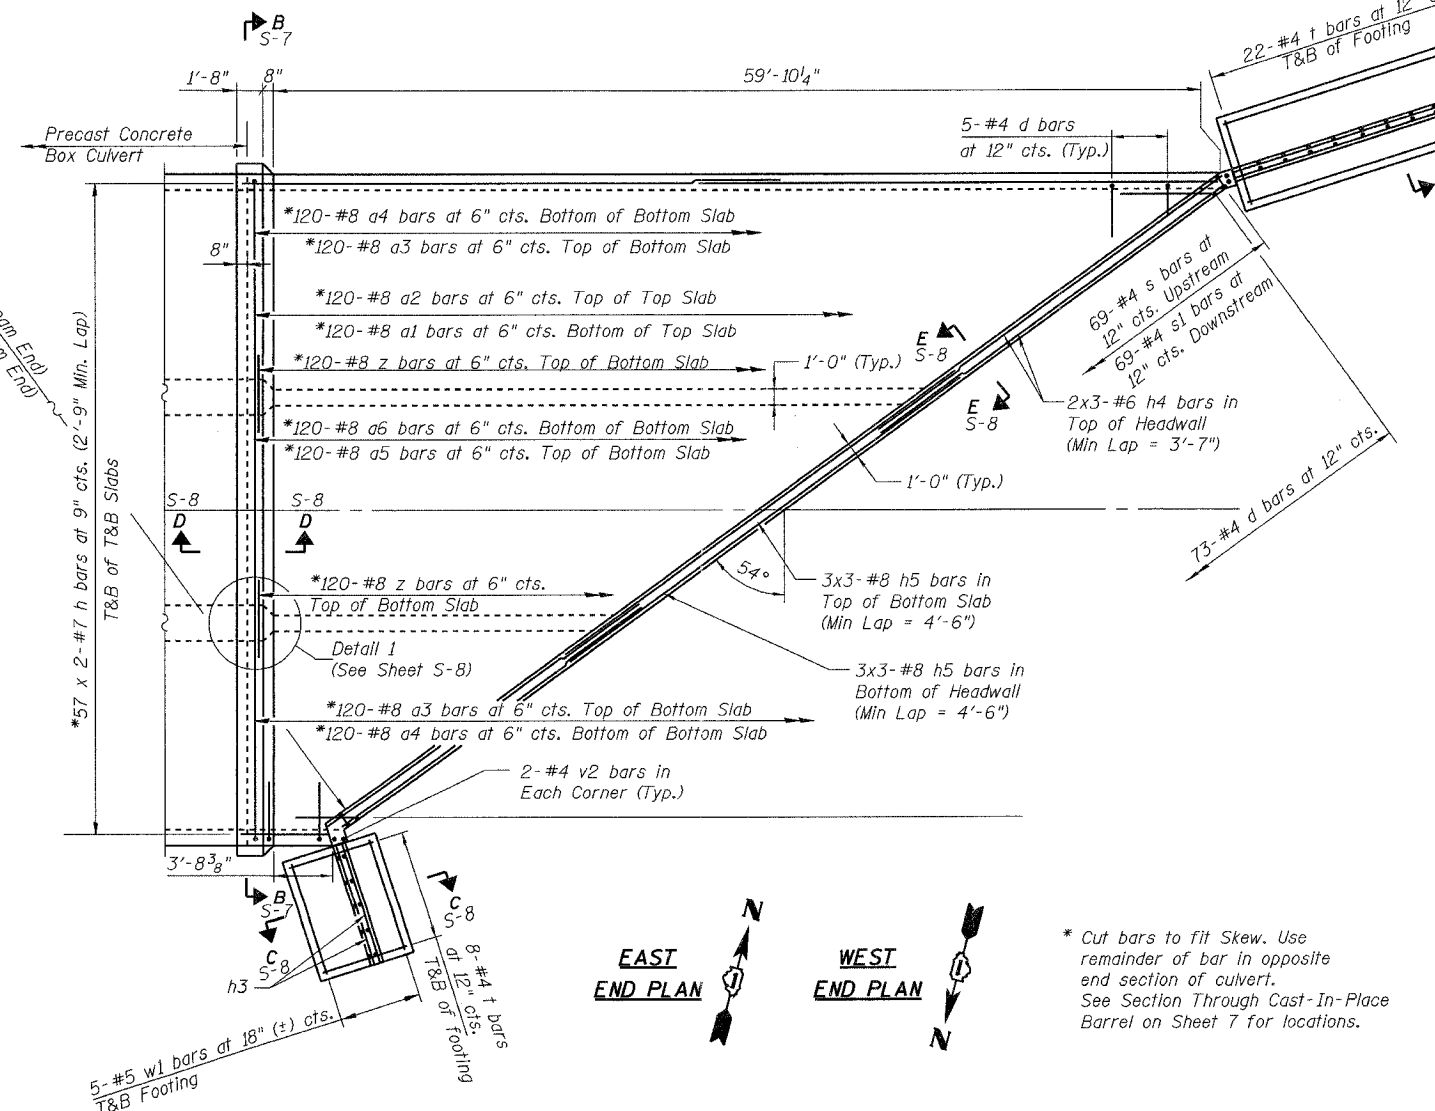 B
S-7
22-#4 t bars at 12"
T&B of Footing
1'-8"
8"
59'-10¼"
Precast Concrete
Box Culvert
5-#4 d bars
at 12" cts. (Typ.)
*120-#8 a4 bars at 6" cts. Bottom of Bottom Slab
*120-#8 a3 bars at 6" cts. Top of Bottom Slab
8"
*120-#8 a2 bars at 6" cts. Top of Top Slab
*120-#8 a1 bars at 6" cts. Bottom of Top Slab
*120-#8 z bars at 6" cts. Top of Bottom Slab
1'-0" (Typ.)
*120-#8 a6 bars at 6" cts. Bottom of Bottom Slab
*120-#8 a5 bars at 6" cts. Top of Bottom Slab
69-#4 s bars at
12" cts. Upstream
69-#4 s1 bars at
12" cts. Downstream
E
S-8
E
S-8
2x3-#6 h4 bars in
Top of Headwall
(Min Lap = 3'-7")
73-#4 d bars at 12" cts.
End)
End)
*57 x 2-#7 h bars at 9" cts. (2'-9" Min. Lap)
T&B of T&B Slabs
1'-0" (Typ.)
S-8
D
S-8
D
54°
*120-#8 z bars at 6" cts.
Top of Bottom Slab
3x3-#8 h5 bars in
Top of Bottom Slab
(Min Lap = 4'-6")
Detail 1
(See Sheet S-8)
3x3-#8 h5 bars in
Bottom of Headwall
(Min Lap = 4'-6")
*120-#8 a3 bars at 6" cts. Top of Bottom Slab
*120-#8 a4 bars at 6" cts. Bottom of Bottom Slab
2-#4 v2 bars in
Each Corner (Typ.)
3'-8⅜"
B
S-7
C
S-8
C
S-8
h3
8-#4 t bars
at 12" cts.
T&B of footing
5-#5 w1 bars at 18" (±) cts.
T&B Footing
EAST
END PLAN
N
WEST
END PLAN
N
* Cut bars to fit Skew. Use
remainder of bar in opposite
end section of culvert.
See Section Through Cast-In-Place
Barrel on Sheet 7 for locations.